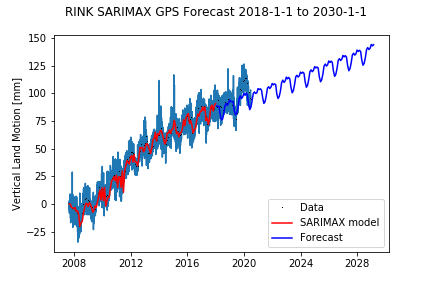 RINK SARIMAX GPS Forecast 2018-1-1 to 2030-1-1
Vertical Land Motion [mm]
150
125
100
75
50
25
0
−25
2008
2012
2016
2020
2024
2028
Data
SARIMAX model
Forecast